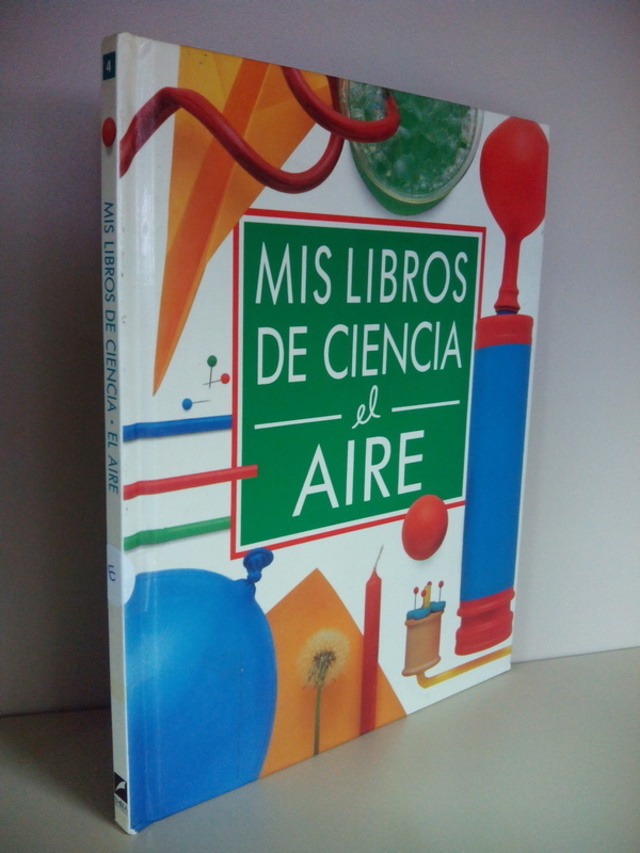 MIS LIBROS
DE CIENCIA
el
AIRE
4
MIS LIBROS DE CIENCIA · EL AIRE